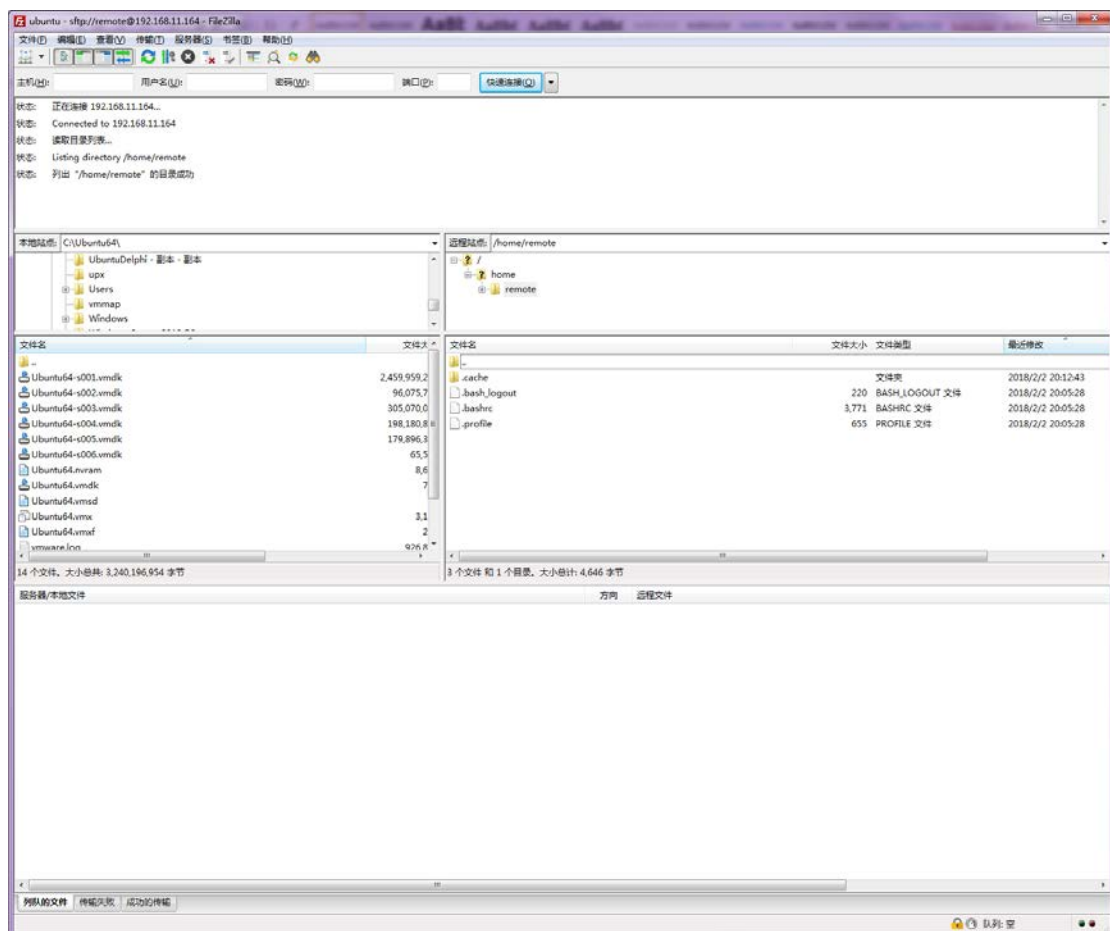 ubuntu - sftp://remote@192.168.11.164 - FileZilla
文件(F) 编辑(E) 查看(V) 传输(T) 服务器(S) 书签(B) 帮助(H)
主机(H): 用户名(U): 密码(W): 端口(P): 快速连接(Q)
状态: 正在连接 192.168.11.164...
状态: Connected to 192.168.11.164
状态: 读取目录列表...
状态: Listing directory /home/remote
状态: 列出 "/home/remote" 的目录成功
本地站点: C:\Ubuntu64\
UbuntuDelphi - 副本 - 副本
upx
Users
vmmap
Windows
远程站点: /home/remote
/
home
remote
文件名 文件大
..
Ubuntu64-s001.vmdk 2,459,959,2
Ubuntu64-s002.vmdk 96,075,7
Ubuntu64-s003.vmdk 305,070,0
Ubuntu64-s004.vmdk 198,180,8
Ubuntu64-s005.vmdk 179,896,3
Ubuntu64-s006.vmdk 65,5
Ubuntu64.nvram 8,6
Ubuntu64.vmdk 7
Ubuntu64.vmsd
Ubuntu64.vmx 3,1
Ubuntu64.vmxf 2
vmware.log 926,8
14 个文件。大小总共: 3,240,196,954 字节
文件名 文件大小 文件类型 最近修改
..
.cache 文件夹 2018/2/2 20:12:43
.bash_logout 220 BASH_LOGOUT 文件 2018/2/2 20:05:28
.bashrc 3,771 BASHRC 文件 2018/2/2 20:05:28
.profile 655 PROFILE 文件 2018/2/2 20:05:28
3 个文件 和 1 个目录。大小总计: 4,646 字节
服务器/本地文件 方向 远程文件
列队的文件 传输失败 成功的传输
队列: 空